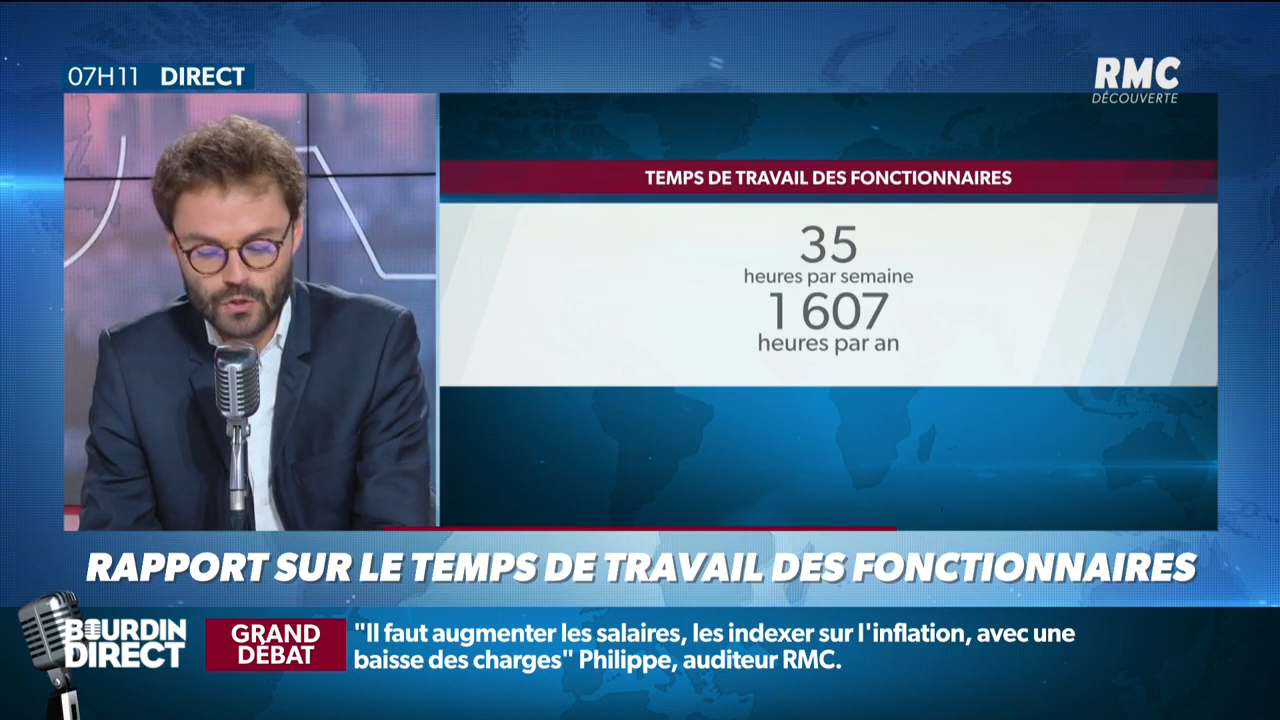 07H11 DIRECT
RMC
DÉCOUVERTE
TEMPS DE TRAVAIL DES FONCTIONNAIRES
35
heures par semaine
1 607
heures par an
RAPPORT SUR LE TEMPS DE TRAVAIL DES FONCTIONNAIRES
BOURDIN
DIRECT
GRAND
DÉBAT
"Il faut augmenter les salaires, les indexer sur l'inflation, avec une
baisse des charges" Philippe, auditeur RMC.